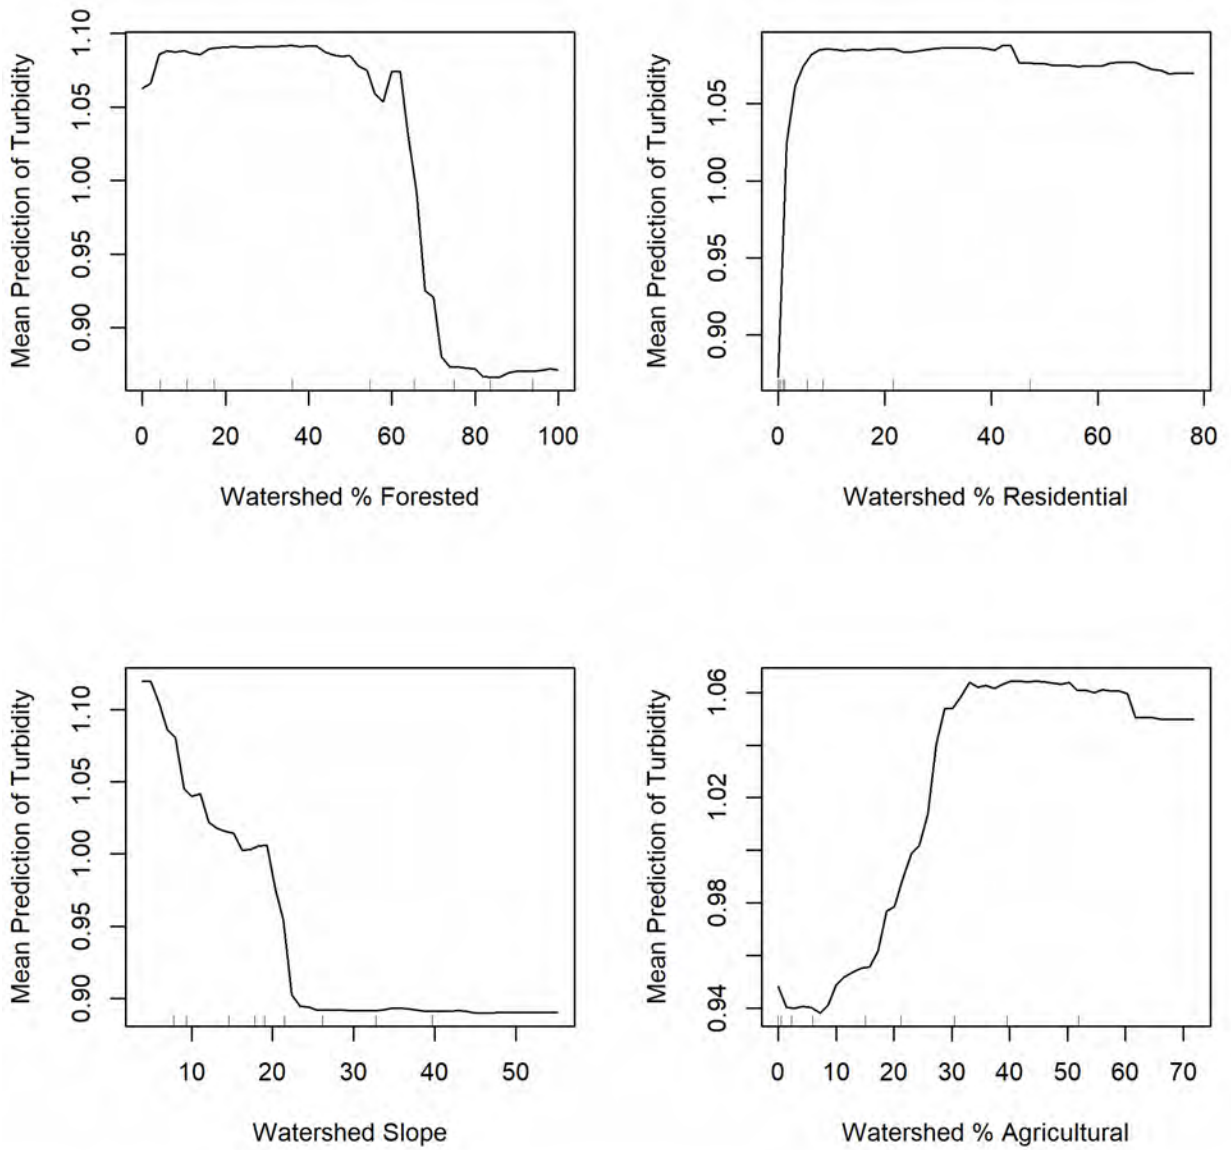 Mean Prediction of Turbidity
0.90 0.95 1.00 1.05 1.10
0 20 40 60 80 100
Watershed % Forested
Mean Prediction of Turbidity
0.90 0.95 1.00 1.05
0 20 40 60 80
Watershed % Residential
Mean Prediction of Turbidity
0.90 0.95 1.00 1.05 1.10
10 20 30 40 50
Watershed Slope
Mean Prediction of Turbidity
0.94 0.98 1.02 1.06
0 10 20 30 40 50 60 70
Watershed % Agricultural